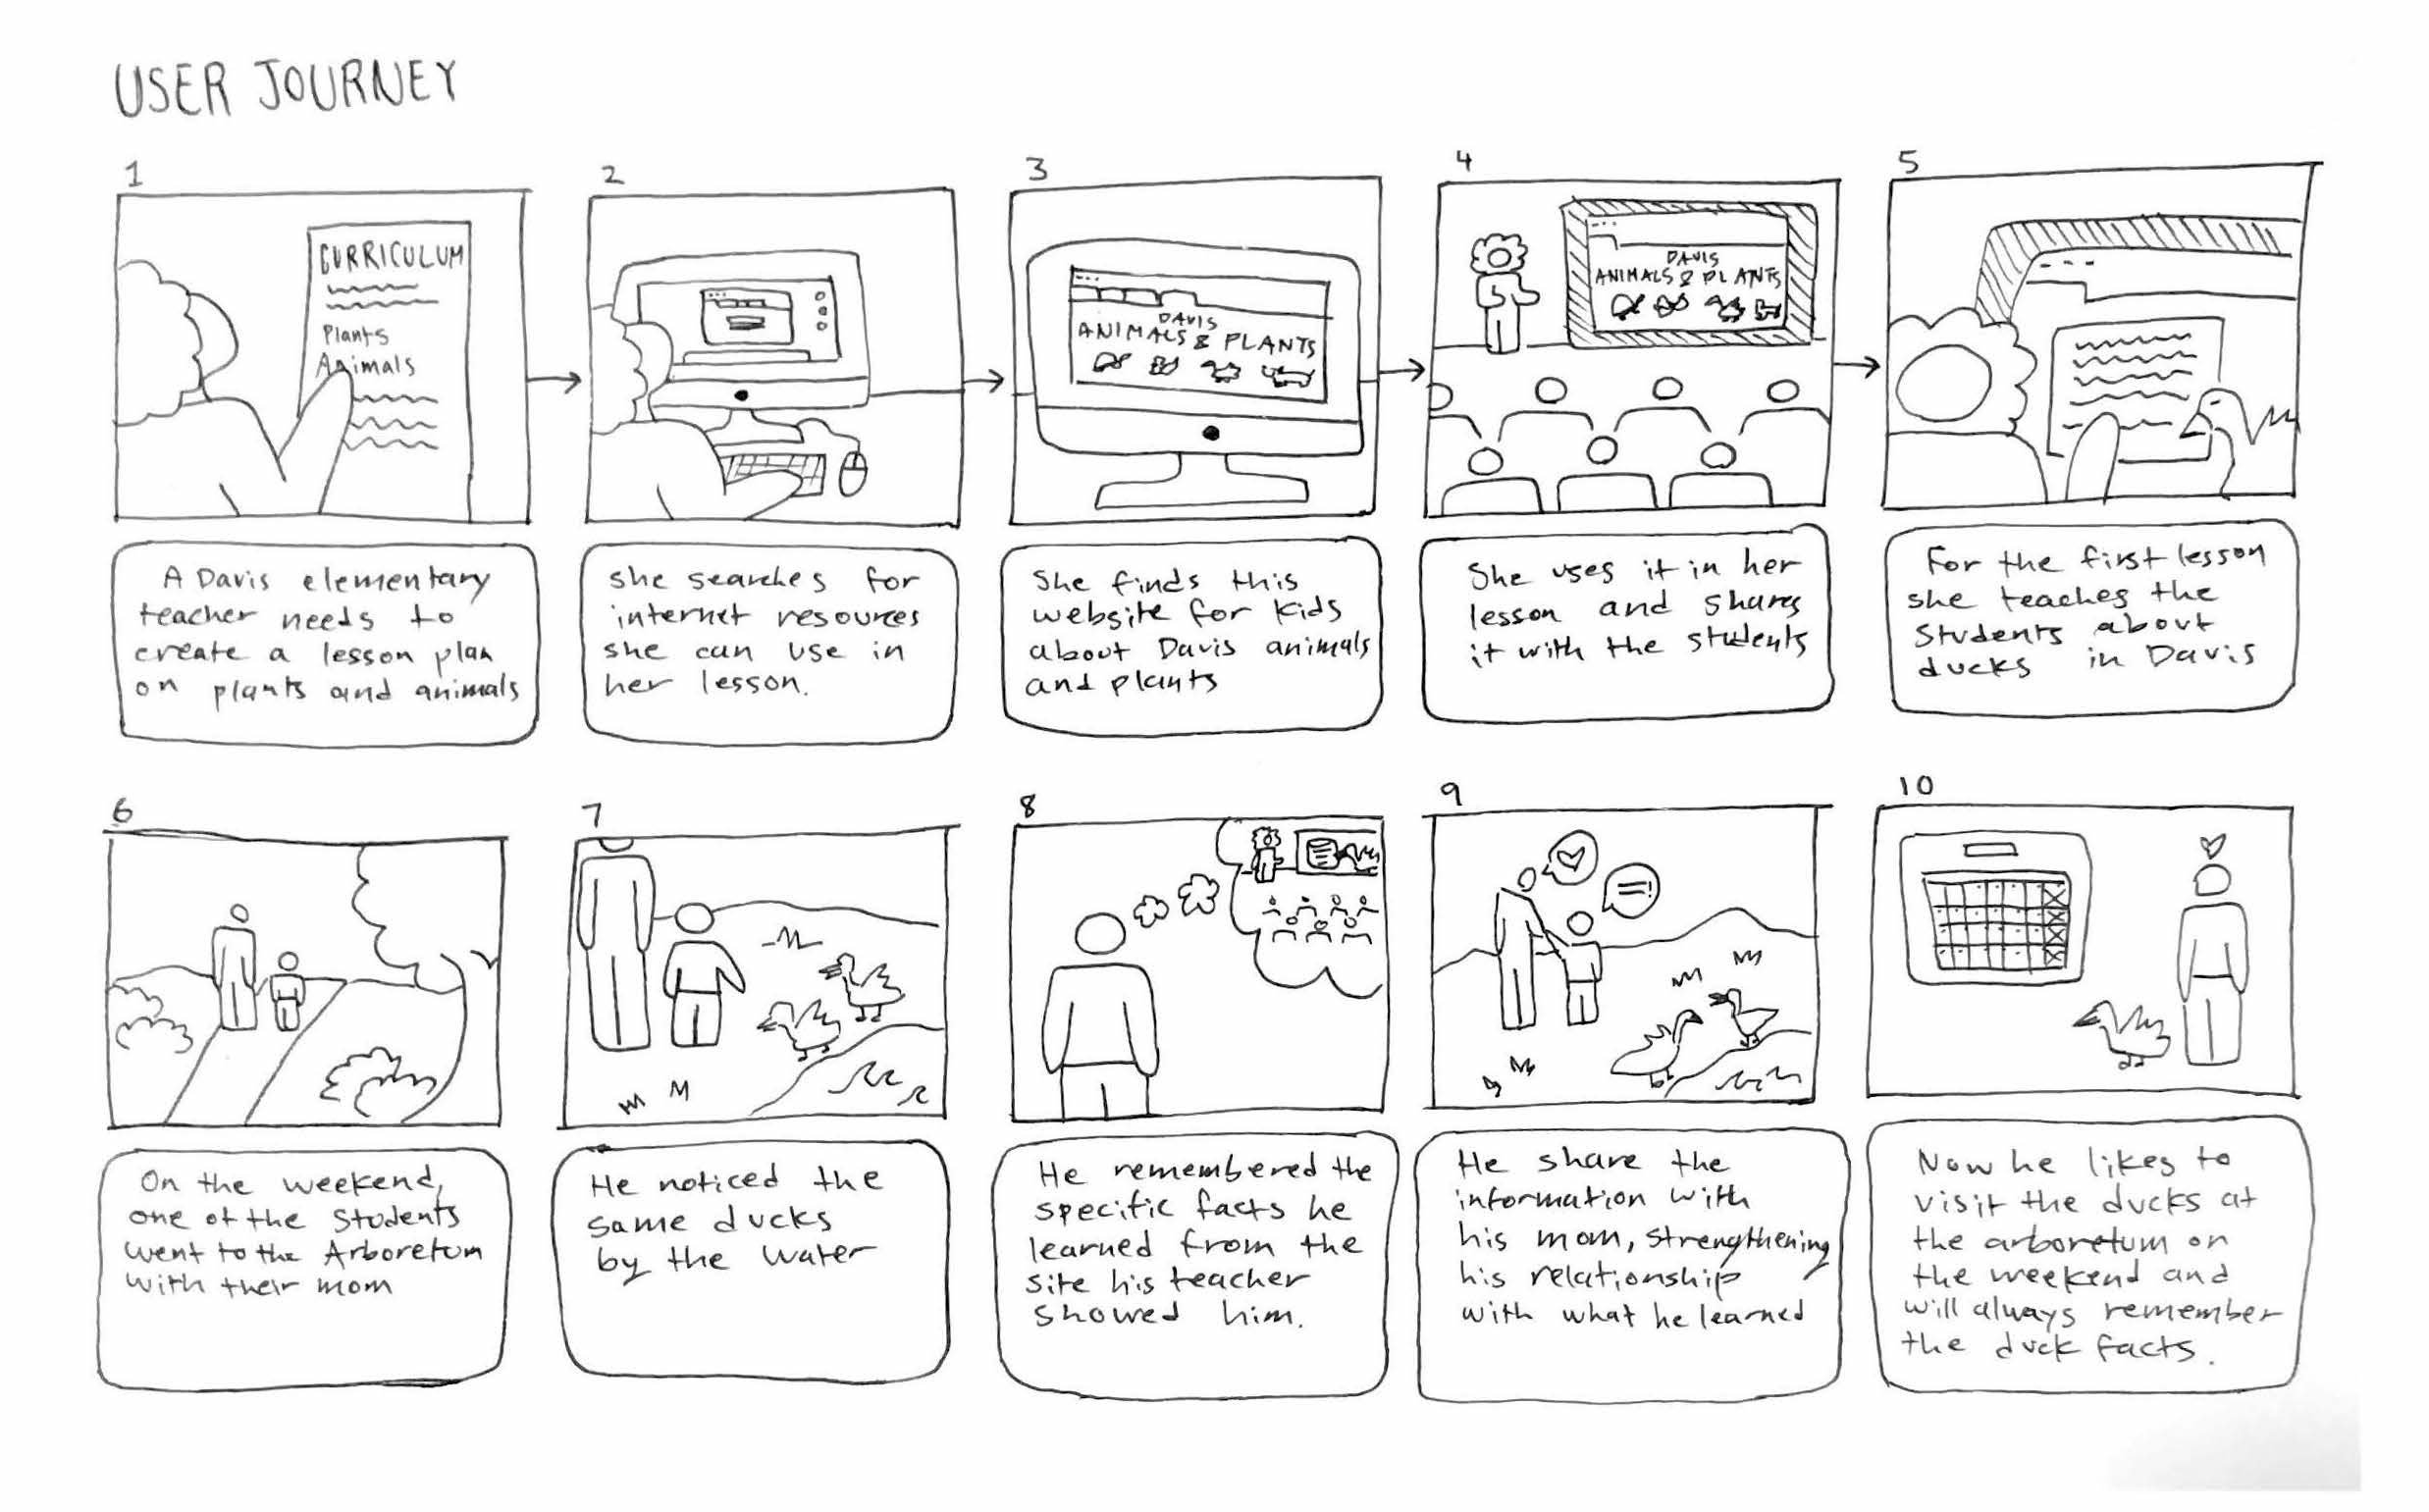 USER JOURNEY
1
CURRICULUM
Plants
Animals
A Davis elementary
teacher needs to
create a lesson plan
on plants and animals
2
She searches for
internet resources
she can use in
her lesson.
3
DAVIS
ANIMALS & PLANTS
She finds this
website for kids
about Davis animals
and plants
4
DAVIS
ANIMALS & PLANTS
She uses it in her
lesson and shares
it with the students
5
For the first lesson
she teaches the
students about
ducks in Davis
6
On the weekend,
one of the students
went to the Arboretum
with their mom
7
He noticed the
same ducks
by the water
8
He remembered the
specific facts he
learned from the
site his teacher
showed him.
9
He share the
information with
his mom, strengthening
his relationship
with what he learned
10
Now he likes to
visit the ducks at
the arboretum on
the weekend and
will always remember
the duck facts.